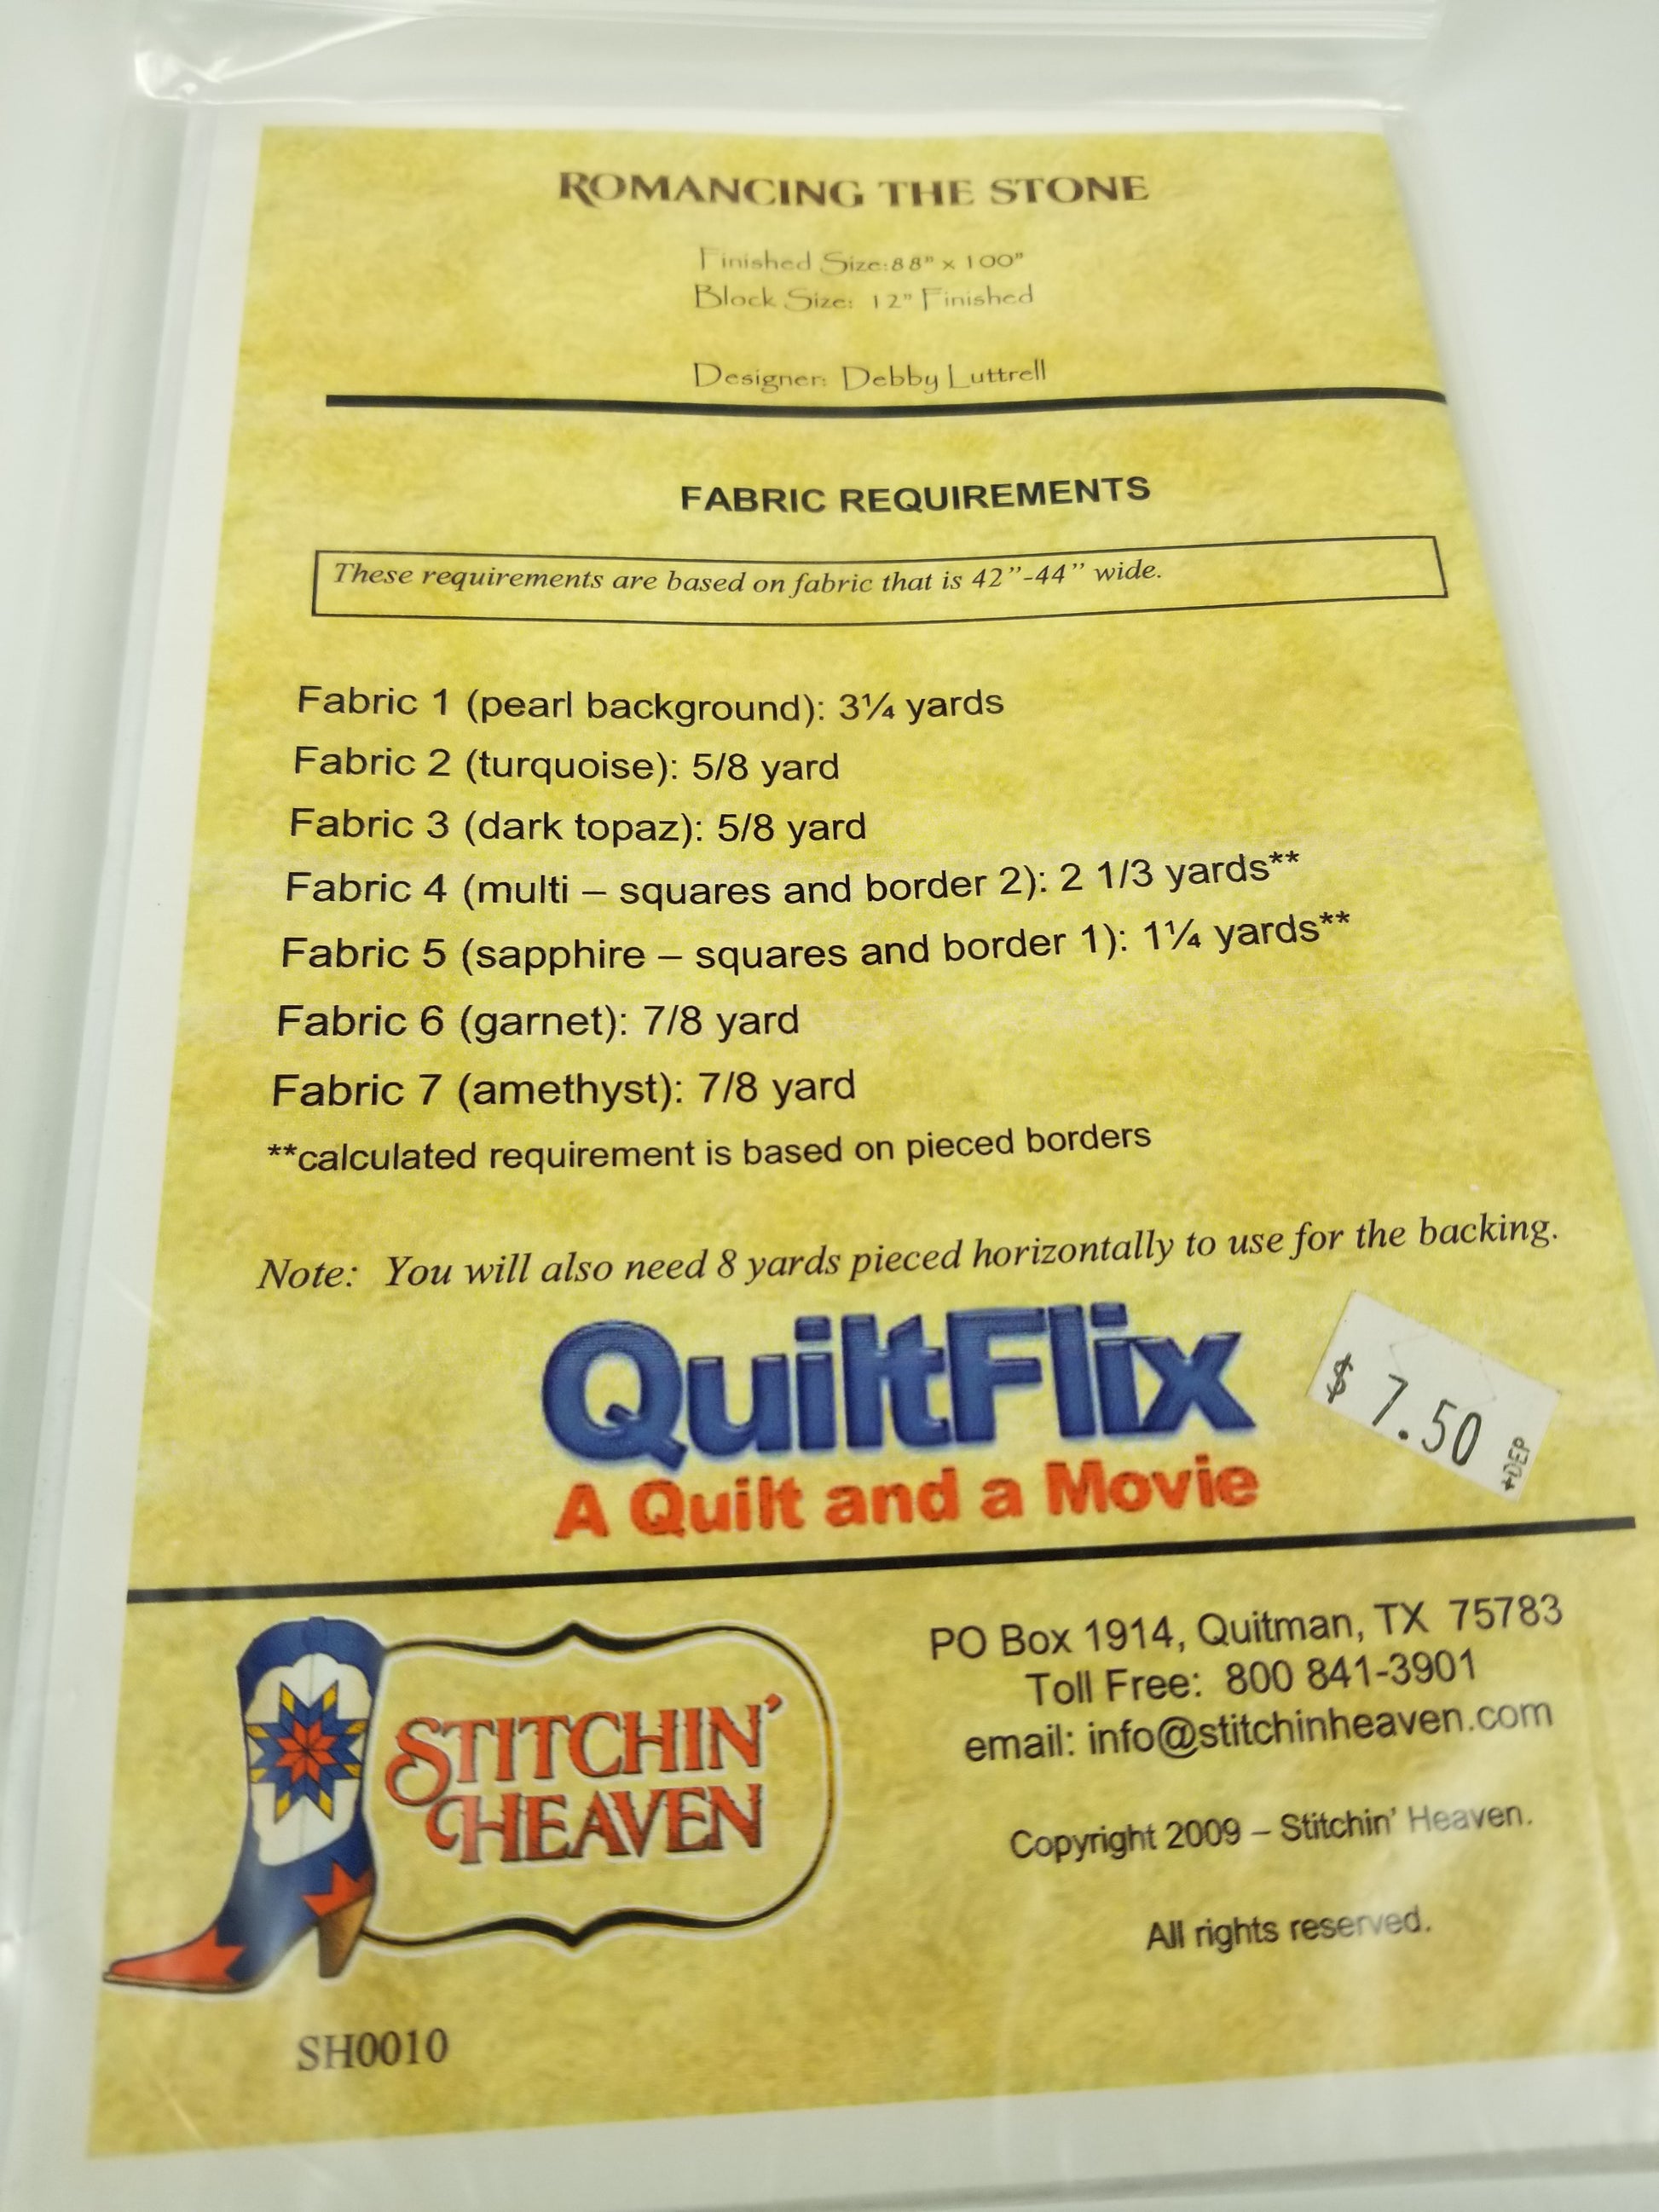 ROMANCING THE STONE
Finished Size:88" x 100"
Block Size: 12" Finished
Designer: Debby Luttrell
FABRIC REQUIREMENTS
These requirements are based on fabric that is 42"-44" wide.
Fabric 1 (pearl background): 3¼ yards
Fabric 2 (turquoise): 5/8 yard
Fabric 3 (dark topaz): 5/8 yard
Fabric 4 (multi – squares and border 2): 2 1/3 yards**
Fabric 5 (sapphire – squares and border 1): 1¼ yards**
Fabric 6 (garnet): 7/8 yard
Fabric 7 (amethyst): 7/8 yard
**calculated requirement is based on pieced borders
Note: You will also need 8 yards pieced horizontally to use for the backing.
QuiltFlix
A Quilt and a Movie
$ 7.50
+DEP
STITCHIN'
HEAVEN
PO Box 1914, Quitman, TX 75783
Toll Free: 800 841-3901
email: info@stitchinheaven.com
Copyright 2009 – Stitchin' Heaven.
All rights reserved.
SH0010